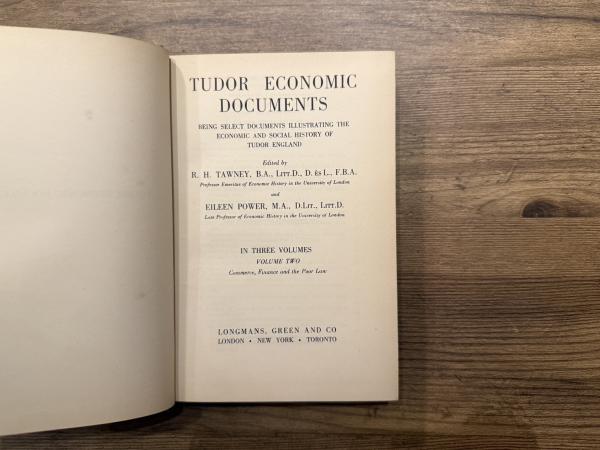 TUDOR ECONOMIC
DOCUMENTS
BEING SELECT DOCUMENTS ILLUSTRATING THE
ECONOMIC AND SOCIAL HISTORY OF
TUDOR ENGLAND
Edited by
R. H. TAWNEY, B.A., LITT.D., D. ÈS L., F.B.A.
Professor Emeritus of Economic History in the University of London
and
EILEEN POWER, M.A., D.LIT., LITT.D.
Late Professor of Economic History in the University of London
IN THREE VOLUMES
VOLUME TWO
Commerce, Finance and the Poor Law
LONGMANS, GREEN AND CO
LONDON • NEW YORK • TORONTO